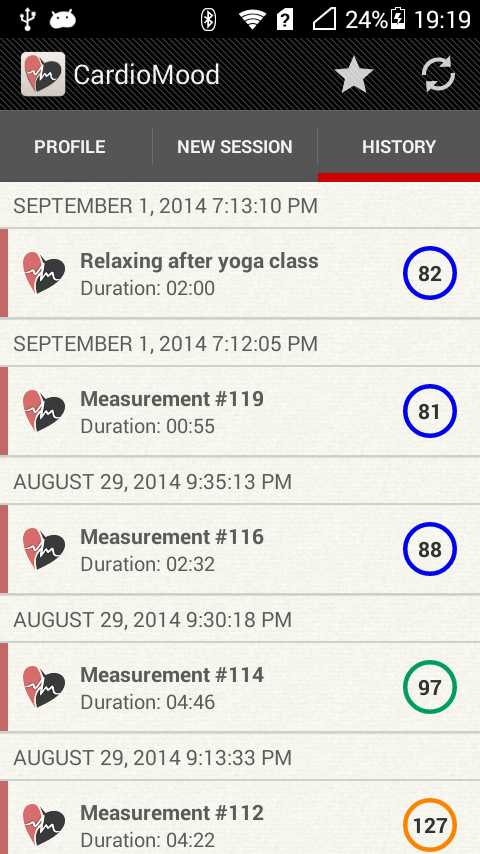 24% 19:19
CardioMood
PROFILE NEW SESSION HISTORY
SEPTEMBER 1, 2014 7:13:10 PM
Relaxing after yoga class
Duration: 02:00
82
SEPTEMBER 1, 2014 7:12:05 PM
Measurement #119
Duration: 00:55
81
AUGUST 29, 2014 9:35:13 PM
Measurement #116
Duration: 02:32
88
AUGUST 29, 2014 9:30:18 PM
Measurement #114
Duration: 04:46
97
AUGUST 29, 2014 9:13:33 PM
Measurement #112
Duration: 04:22
127